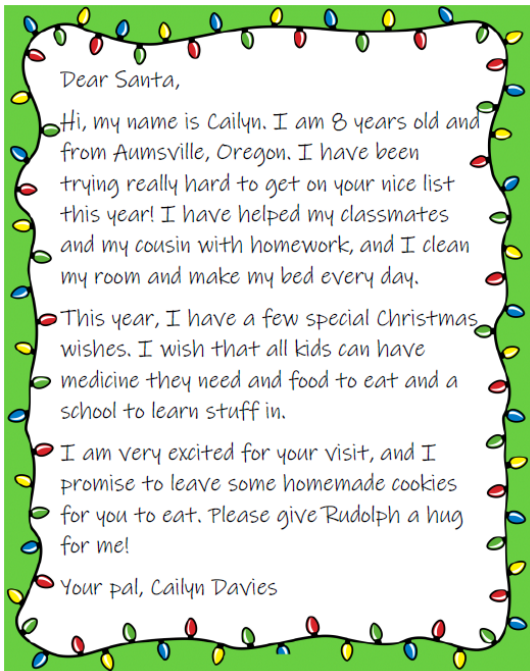 Dear Santa,
Hi, my name is Cailyn. I am 8 years old and
from Aumsville, Oregon. I have been
trying really hard to get on your nice list
this year! I have helped my classmates
and my cousin with homework, and I clean
my room and make my bed every day.
This year, I have a few special Christmas
wishes. I wish that all kids can have
medicine they need and food to eat and a
school to learn stuff in.
I am very excited for your visit, and I
promise to leave some homemade cookies
for you to eat. Please give Rudolph a hug
for me!
Your pal, Cailyn Davies